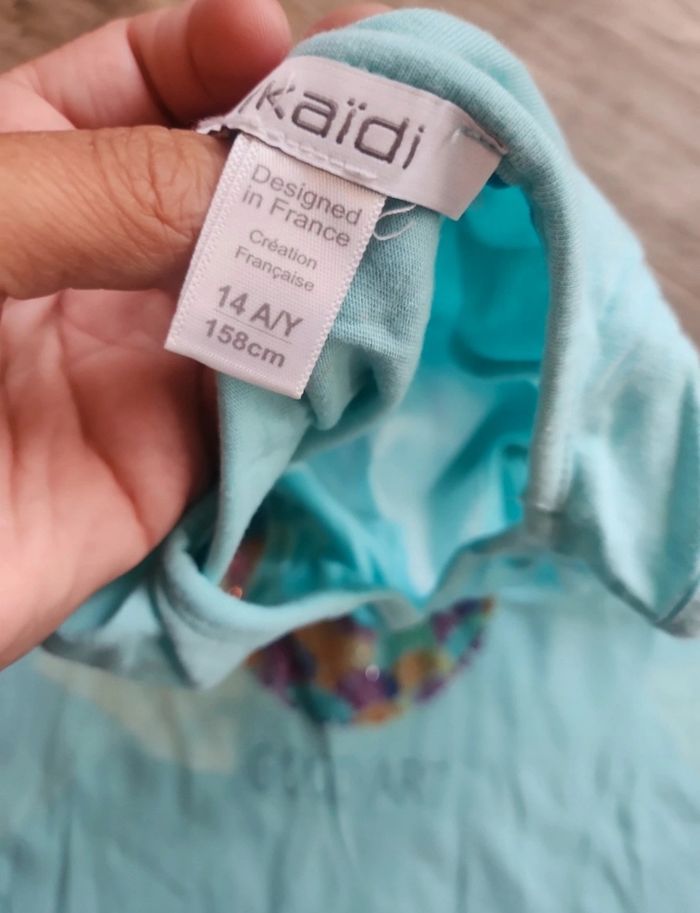 kaïdi
Designed
in France
Création
Française
14 A/Y
158cm